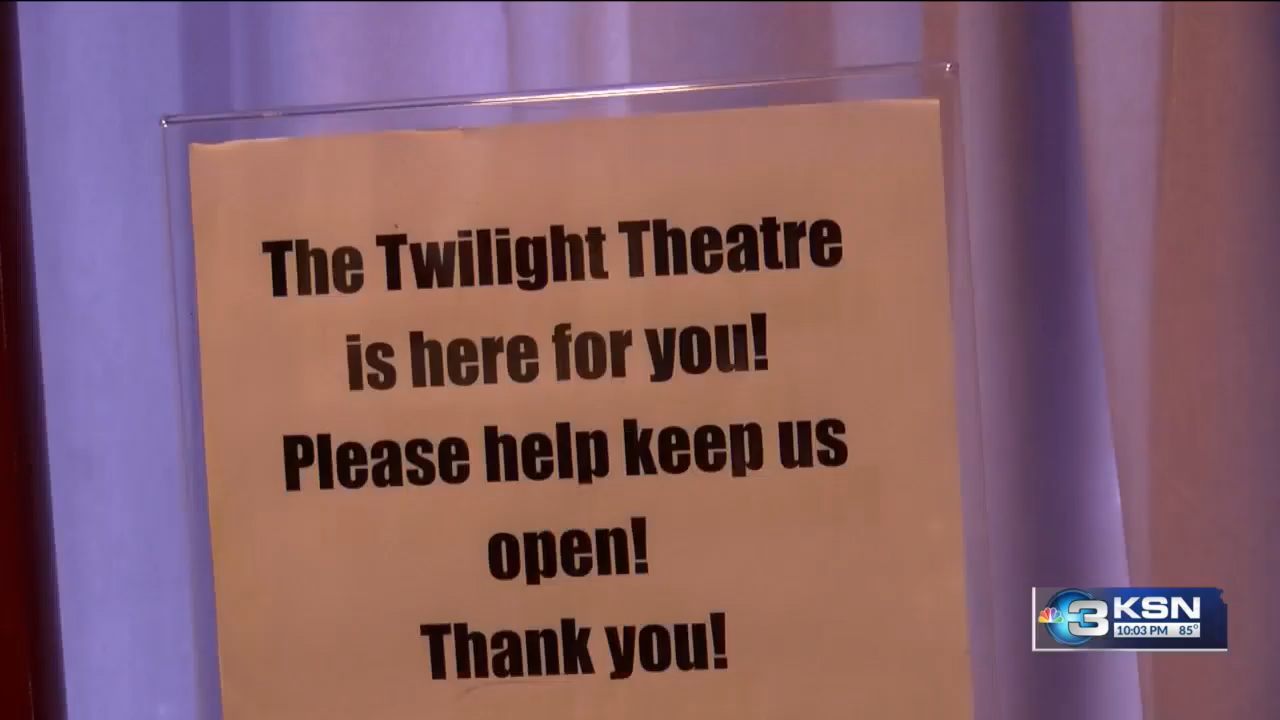 The Twilight Theatre
is here for you!
Please help keep us
open!
Thank you!
3 KSN
10:03 PM 85°